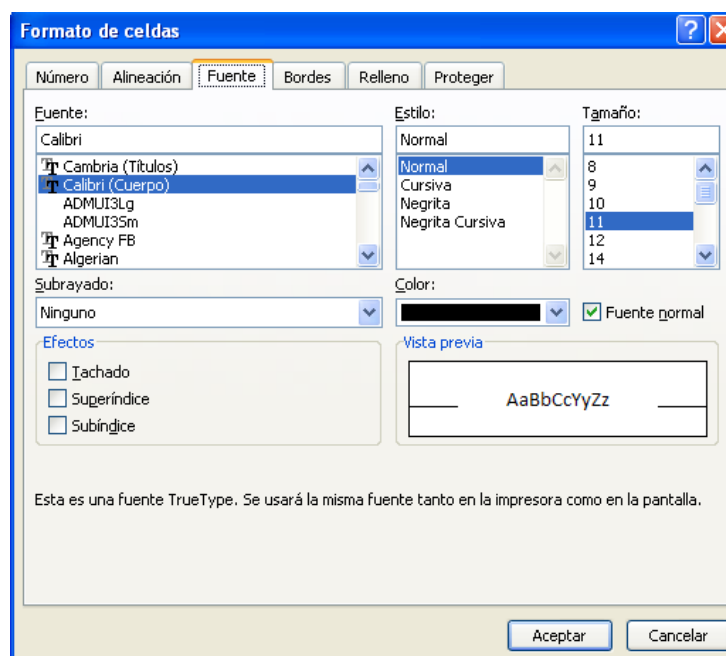 Formato de celdas
Número Alineación Fuente Bordes Relleno Proteger
Fuente: Estilo: Tamaño:
Calibri Normal 11
Cambria (Títulos) Normal 8
Calibri (Cuerpo) Cursiva 9
ADMUI3Lg Negrita 10
ADMUI3Sm Negrita Cursiva 11
Agency FB 12
Algerian 14
Subrayado: Color:
Ninguno Fuente normal
Efectos Vista previa
Tachado
Superíndice AaBbCcYyZz
Subíndice
Esta es una fuente TrueType. Se usará la misma fuente tanto en la impresora como en la pantalla.
Aceptar Cancelar